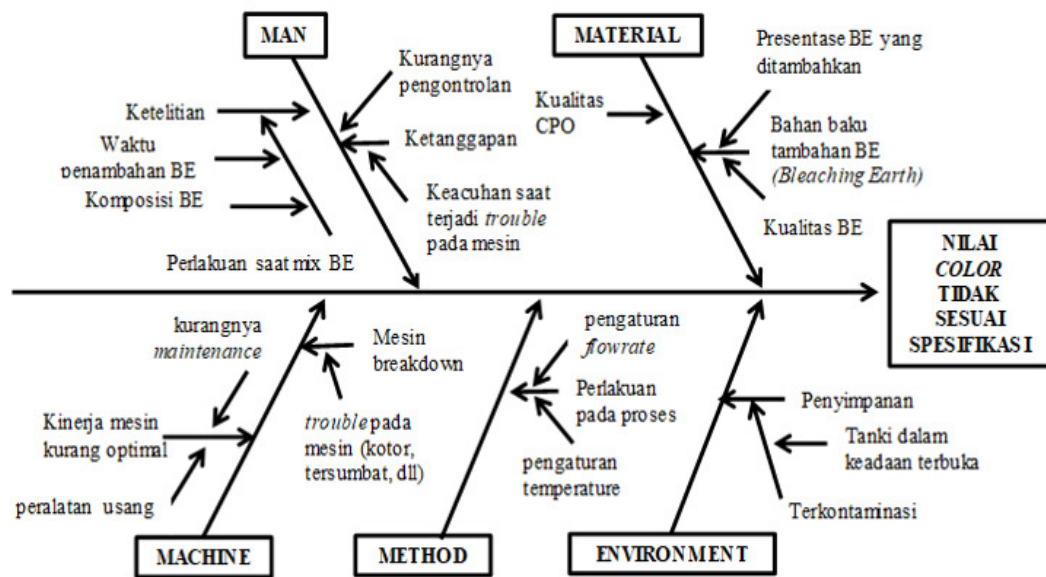 MAN
Kurangnya
pengontrolan
Ketelitian
Ketanggapan
Waktu
penambahan BE
Komposisi BE
Keacuhan saat
terjadi trouble
pada mesin
Perlakuan saat mix BE
MATERIAL
Presentase BE yang
ditambahkan
Kualitas
CPO
Bahan baku
tambahan BE
(Bleaching Earth)
Kualitas BE
NILAI
COLOR
TIDAK
SESUAI
SPESIFIKASI
kurangnya
maintenance
Mesin
breakdown
Kinerja mesin
kurang optimal
trouble pada
mesin (kotor,
tersumbat, dll)
peralatan usang
MACHINE
pengaturan
flowrate
Perlakuan
pada proses
pengaturan
temperature
METHOD
Penyimpanan
Tanki dalam
keadaan terbuka
Terkontaminasi
ENVIRONMENT